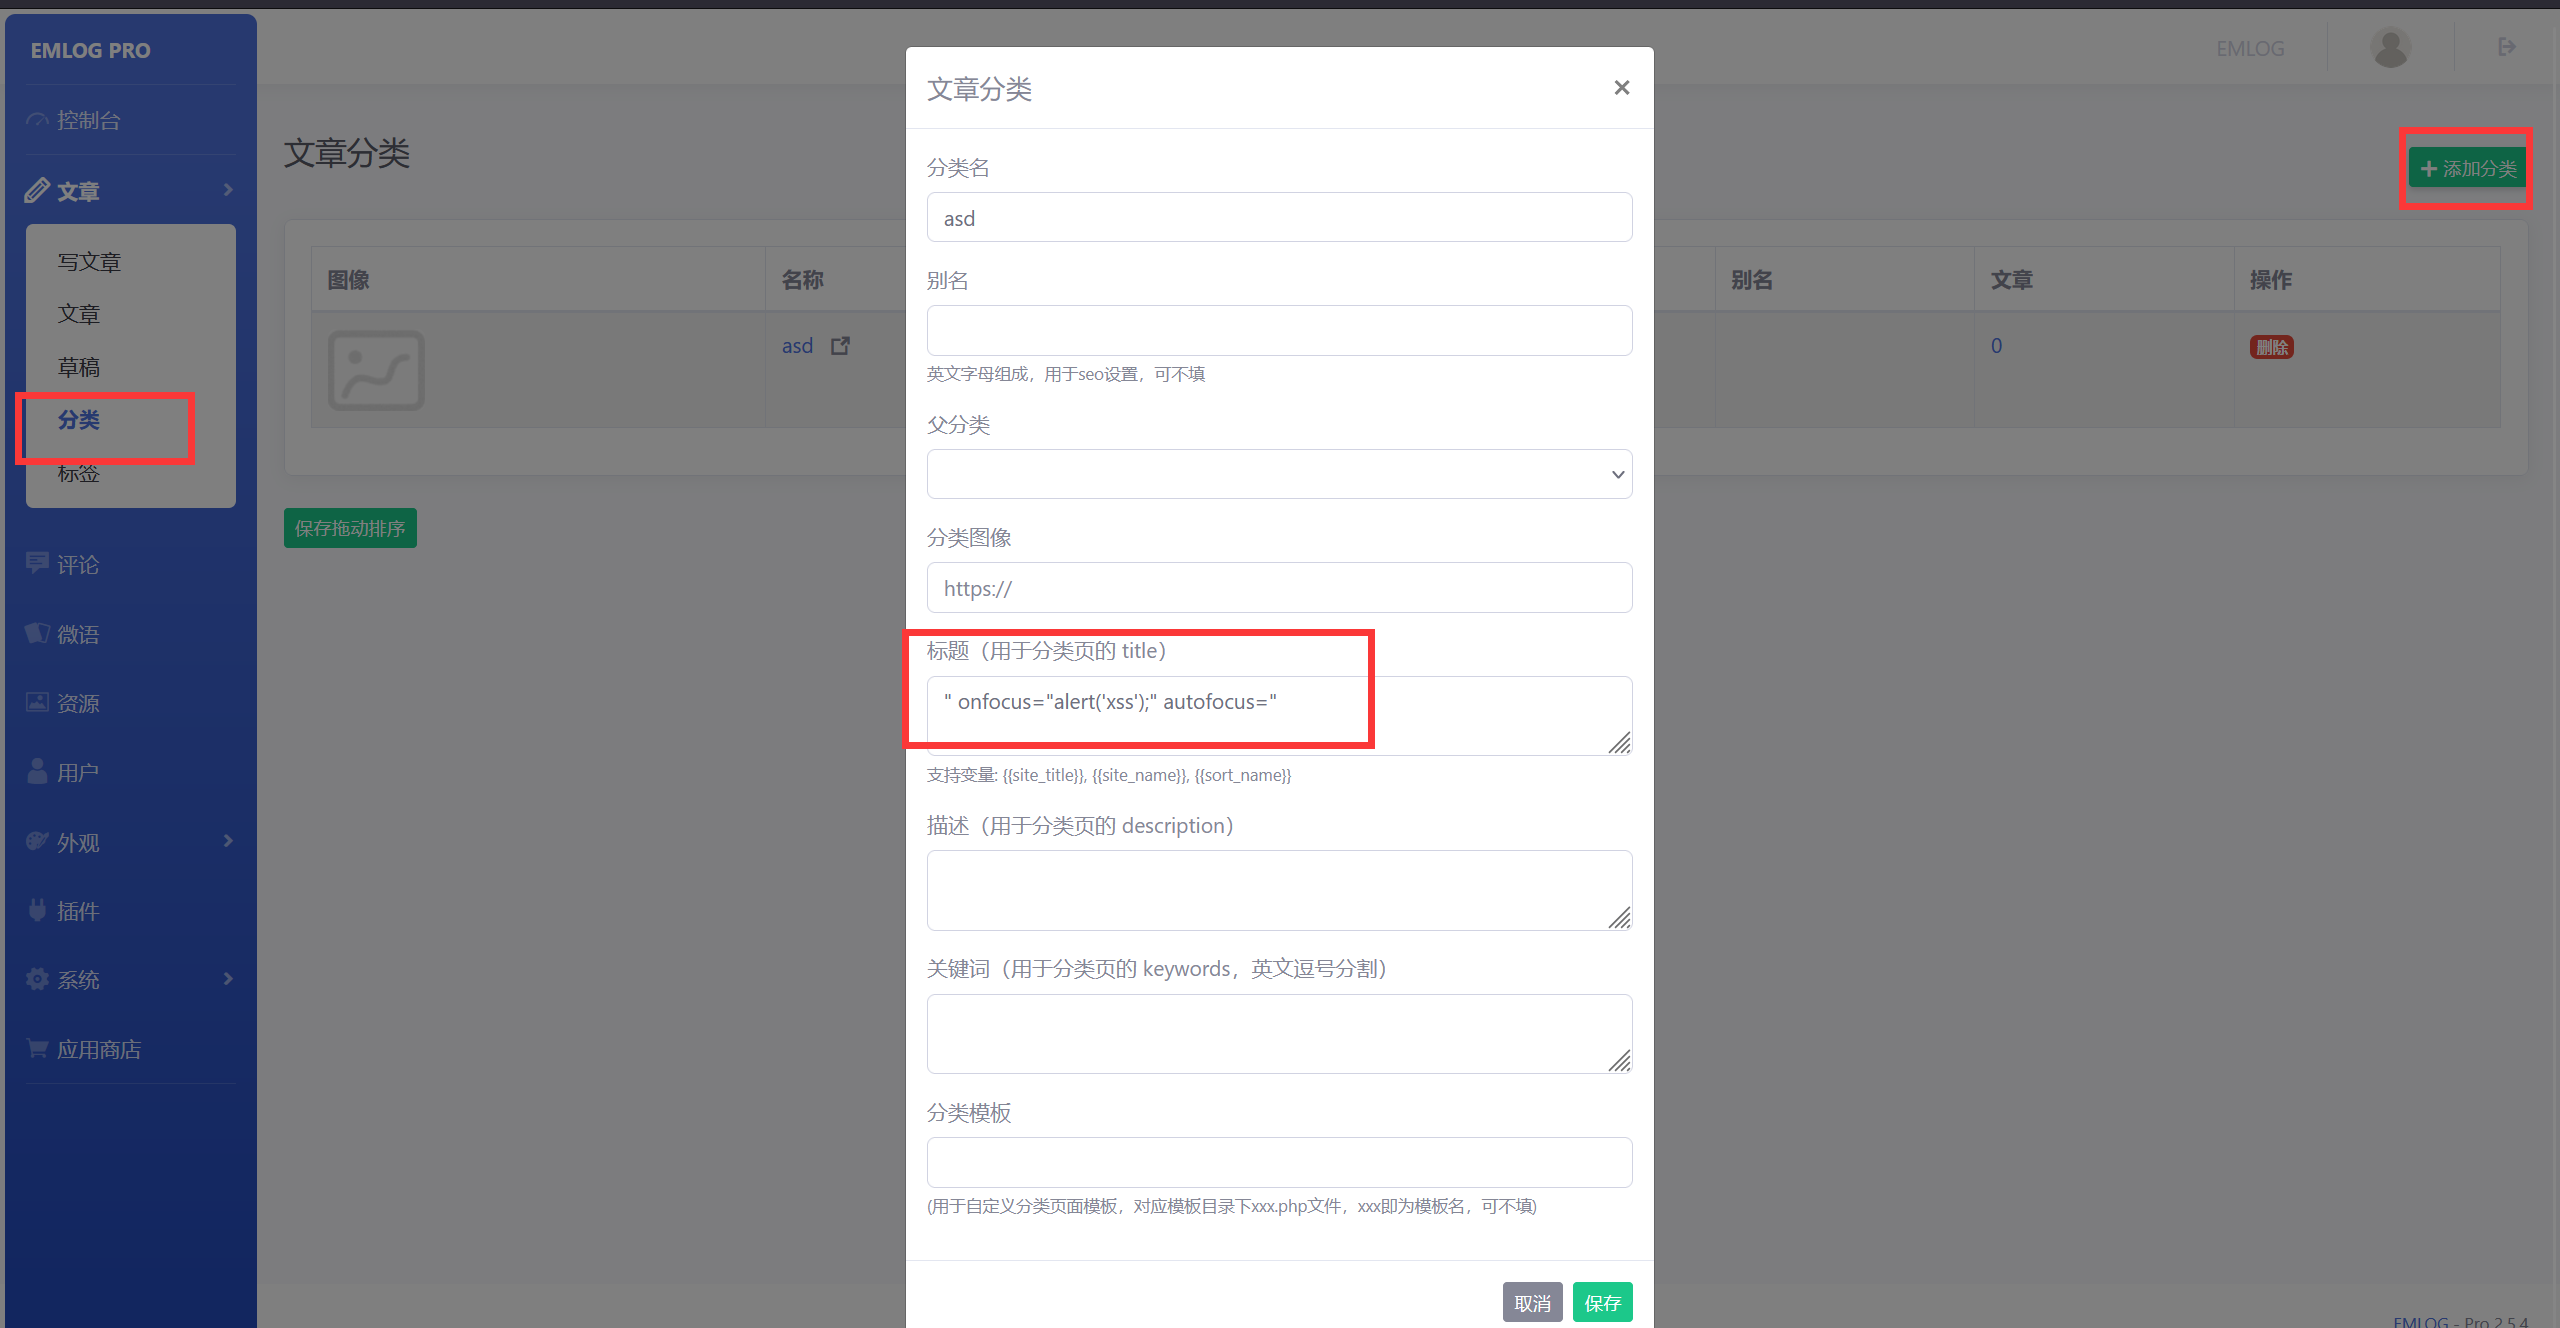 EMLOG PRO
EMLOG
控制台
文章
写文章
文章
草稿
分类
标签
评论
微语
资源
用户
外观
插件
系统
应用商店
文章分类
添加分类
图像
名称
别名
文章
操作
asd
0
删除
保存拖动排序
文章分类
×
分类名
asd
别名
英文字母组成，用于seo设置，可不填
父分类
分类图像
https://
标题（用于分类页的 title）
" onfocus="alert('xss');" autofocus="
支持变量: {{site_title}}, {{site_name}}, {{sort_name}}
描述（用于分类页的 description）
关键词（用于分类页的 keywords，英文逗号分割）
分类模板
(用于自定义分类页面模板，对应模板目录下xxx.php文件，xxx即为模板名，可不填)
取消
保存
EMLOG - Pro 2.5.4